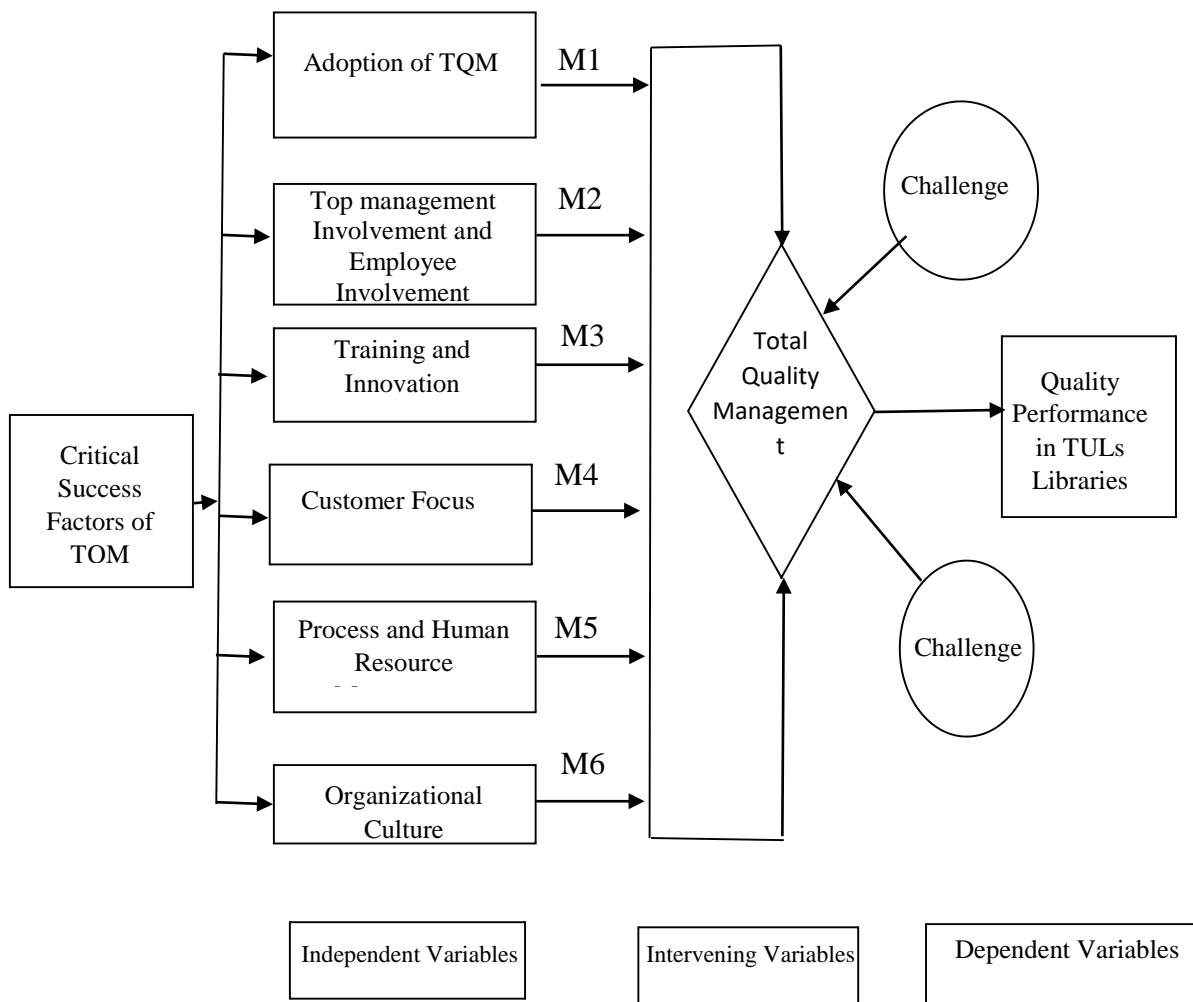 Adoption of TQM
M1
Top management
Involvement and
Employee
Involvement
M2
Training and
Innovation
M3
Customer Focus
M4
Process and Human
Resource
M5
Organizational
Culture
M6
Critical
Success
Factors of
TOM
Total
Quality
Managemen
t
Challenge
Challenge
Quality
Performance
in TULs
Libraries
Independent Variables
Intervening Variables
Dependent Variables